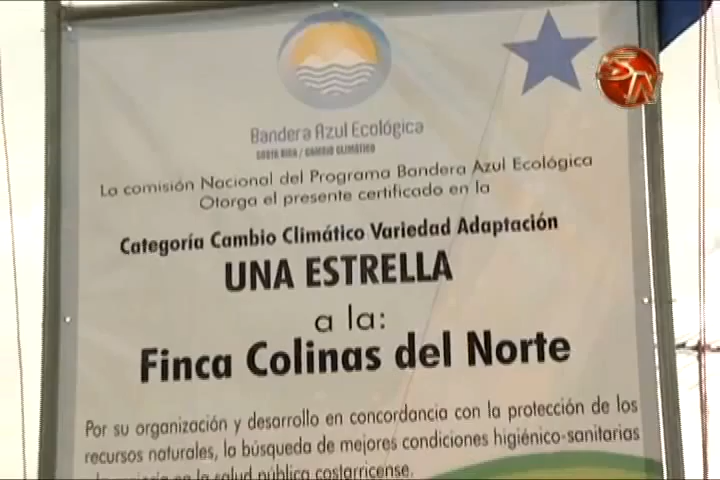 Bandera Azul Ecológica
COSTA RICA / CAMBIO CLIMÁTICO
La comisión Nacional del Programa Bandera Azul Ecológica
Otorga el presente certificado en la
Categoría Cambio Climático Variedad Adaptación
UNA ESTRELLA
a la:
Finca Colinas del Norte
Por su organización y desarrollo en concordancia con la protección de los
recursos naturales, la búsqueda de mejores condiciones higiénico-sanitarias
en la salud pública costarricense.